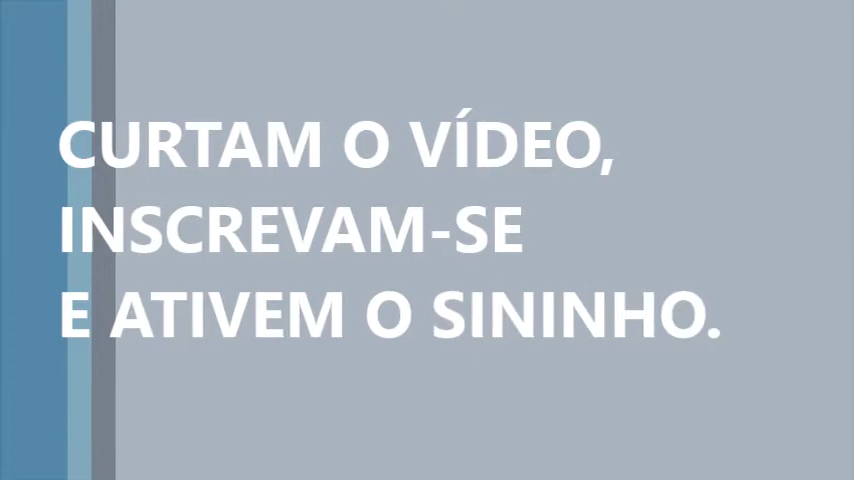 CURTAM O VÍDEO,
INSCREVAM-SE
E ATIVEM O SININHO.